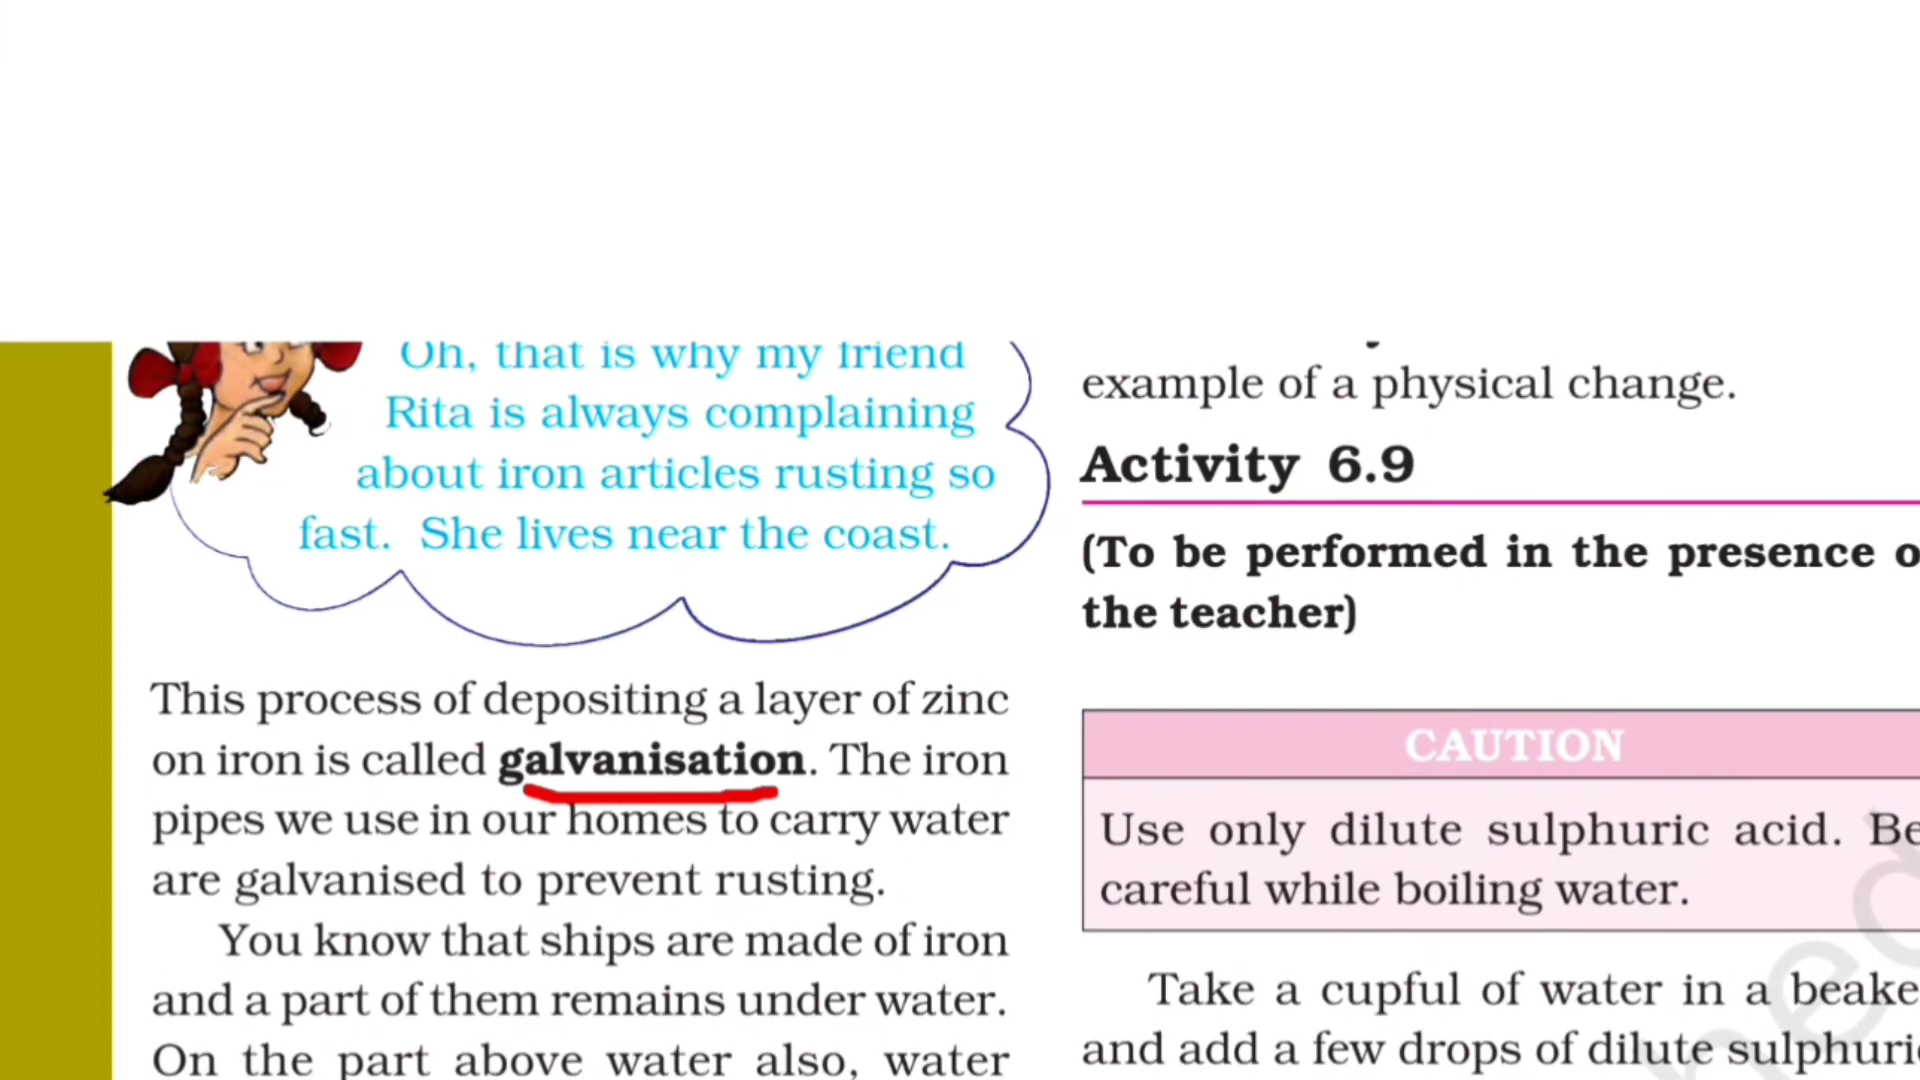 Oh, that is why my friend
Rita is always complaining
about iron articles rusting so
fast. She lives near the coast.
This process of depositing a layer of zinc
on iron is called galvanisation. The iron
pipes we use in our homes to carry water
are galvanised to prevent rusting.
You know that ships are made of iron
and a part of them remains under water.
On the part above water also, water
example of a physical change.
Activity 6.9
(To be performed in the presence o
the teacher)
CAUTION
Use only dilute sulphuric acid. Be
careful while boiling water.
Take a cupful of water in a beake
and add a few drops of dilute sulphuri